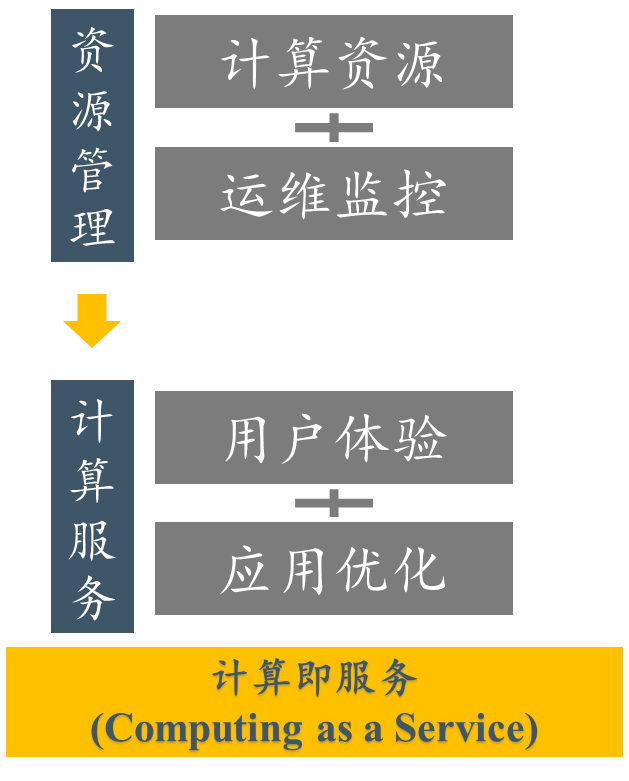 资源管理
计算资源
运维监控
计算服务
用户体验
应用优化
计算即服务
(Computing as a Service)